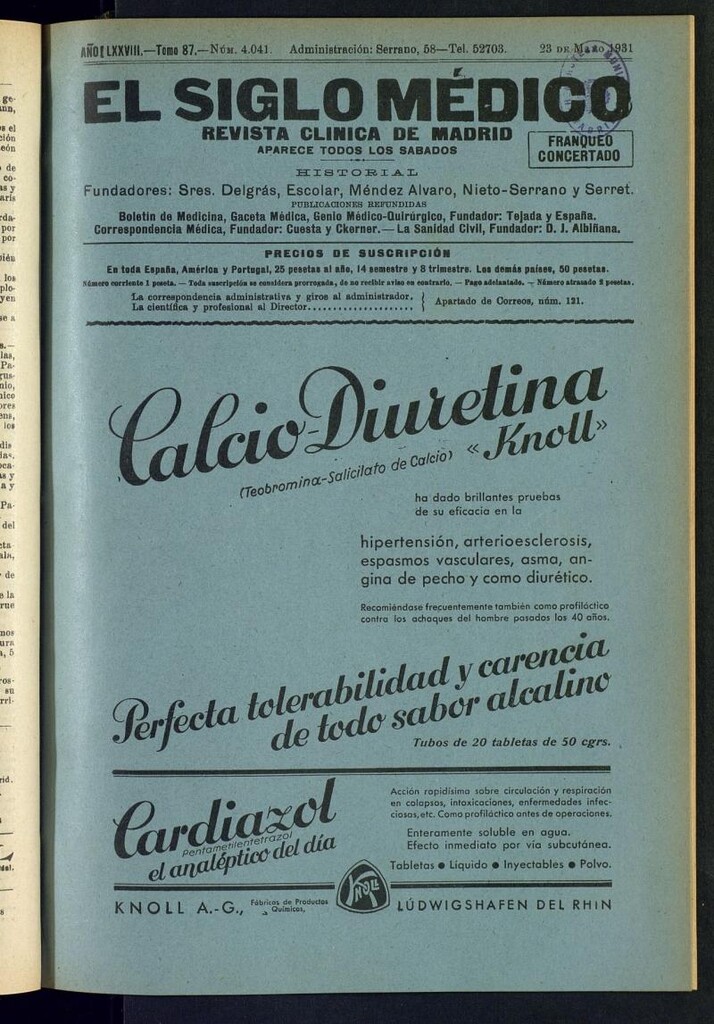 AÑO LXXVIII.—Tomo 87.—NÚM. 4.041. Administración: Serrano, 58—Tel. 52703. 23 DE MAYO 1931
EL SIGLO MÉDICO
REVISTA CLINICA DE MADRID
APARECE TODOS LOS SABADOS
FRANQUEO
CONCERTADO
HISTORIAL
Fundadores: Sres. Delgrás, Escolar, Méndez Alvaro, Nieto-Serrano y Serret.
PUBLICACIONES REFUNDIDAS
Boletín de Medicina, Gaceta Médica, Genio Médico-Quirúrgico, Fundador: Tejada y España.
Correspondencia Médica, Fundador: Cuesta y Ckerner.—La Sanidad Civil, Fundador: D. J. Albiñana.
PRECIOS DE SUSCRIPCIÓN
En toda España, América y Portugal, 25 pesetas al año, 14 semestre y 8 trimestre. Los demás países, 50 pesetas.
Número corriente 1 peseta. — Toda suscripción se considera prorrogada, de no recibir aviso en contrario. — Pago adelantado. — Número atrasado 2 pesetas.
La correspondencia administrativa y giros al administrador.
La científica y profesional al Director....................
Apartado de Correos, núm. 121.
Calcio-Diuretina
«Knoll»
(Teobromina-Salicilato de Calcio)
ha dado brillantes pruebas
de su eficacia en la
hipertensión, arterioesclerosis,
espasmos vasculares, asma, an-
gina de pecho y como diurético.
Recomiéndase frecuentemente también como profiláctico
contra los achaques del hombre pasados los 40 años.
Perfecta tolerabilidad y carencia
de todo sabor alcalino
Tubos de 20 tabletas de 50 cgrs.
Cardiazol
Pentametilentetrazol
el analéptico del día
Acción rapidísima sobre circulación y respiración
en colapsos, intoxicaciones, enfermedades infec-
ciosas, etc. Como profiláctico antes de operaciones.
Enteramente soluble en agua.
Efecto inmediato por vía subcutánea.
Tabletas ● Líquido ● Inyectables ● Polvo.
KNOLL A.-G., Fábricas de Productos Químicos, LÚDWIGSHAFEN DEL RHIN
KNOLL